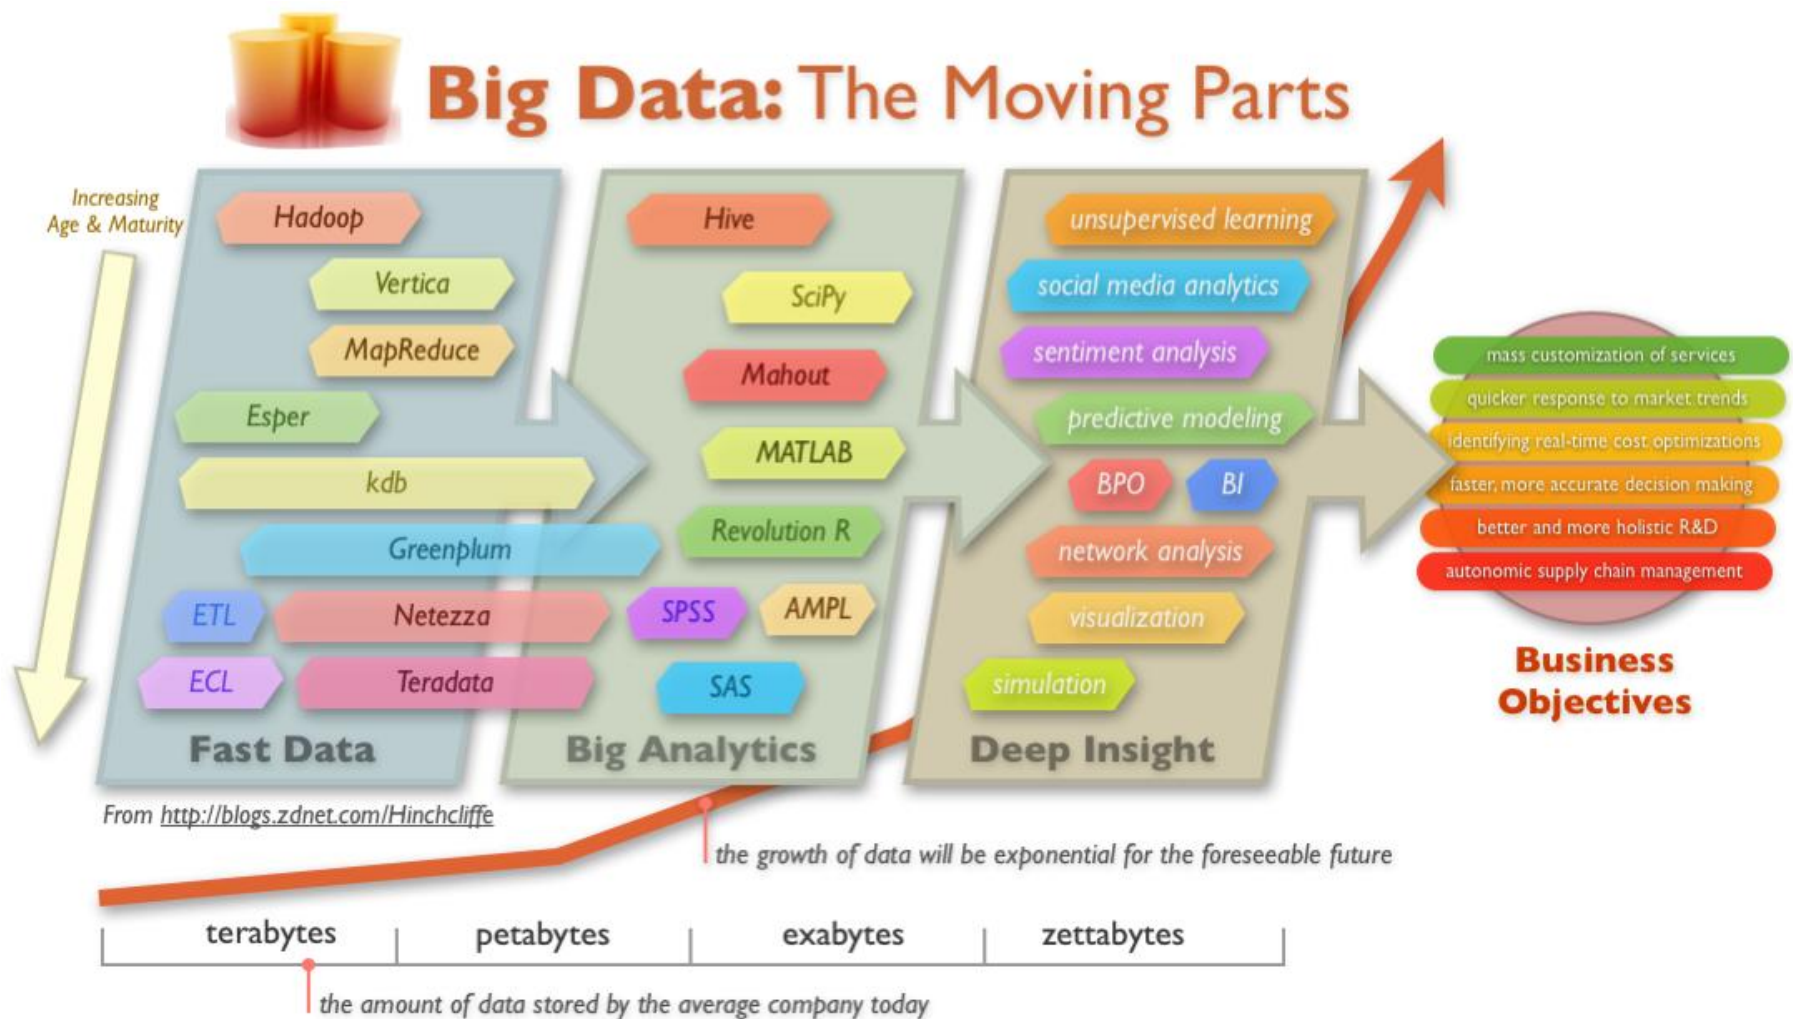 Big Data: The Moving Parts
Increasing
Age & Maturity
Hadoop
Vertica
MapReduce
Esper
kdb
Greenplum
ETL
Netezza
ECL
Teradata
Fast Data
Hive
SciPy
Mahout
MATLAB
Revolution R
SPSS
AMPL
SAS
Big Analytics
unsupervised learning
social media analytics
sentiment analysis
predictive modeling
BPO
BI
network analysis
visualization
simulation
Deep Insight
mass customization of services
quicker response to market trends
identifying real-time cost optimizations
faster, more accurate decision making
better and more holistic R&D
autonomic supply chain management
Business
Objectives
From http://blogs.zdnet.com/Hinchcliffe
the growth of data will be exponential for the foreseeable future
terabytes
petabytes
exabytes
zettabytes
the amount of data stored by the average company today